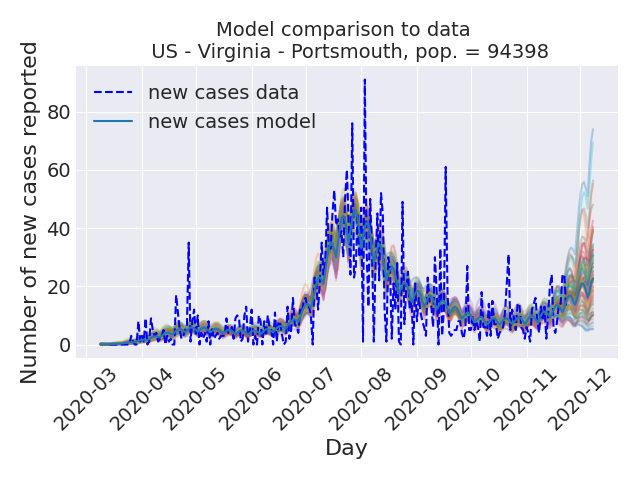 Model comparison to data
US - Virginia - Portsmouth, pop. = 94398
Number of new cases reported
80
60
40
20
0
new cases data
new cases model
2020-03
2020-04
2020-05
2020-06
2020-07
2020-08
2020-09
2020-10
2020-11
2020-12
Day